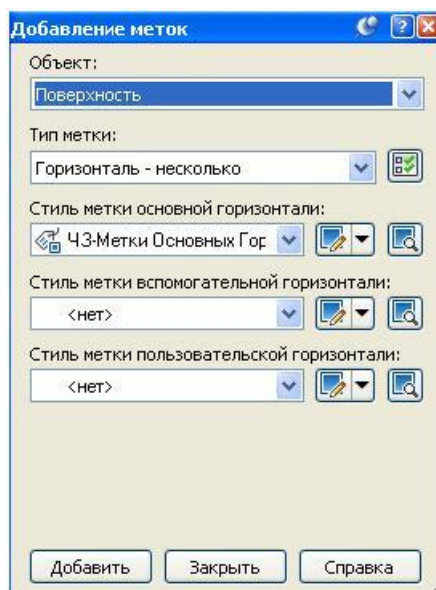 Добавление меток
Объект:
Поверхность
Тип метки:
Горизонталь - несколько
Стиль метки основной горизонтали:
ЧЗ-Метки Основных Гор
Стиль метки вспомогательной горизонтали:
<нет>
Стиль метки пользовательской горизонтали:
<нет>
Добавить Закрыть Справка